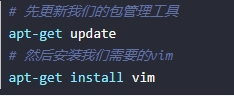 # 先更新我们的包管理工具
apt-get update
# 然后安装我们需要的vim
apt-get install vim